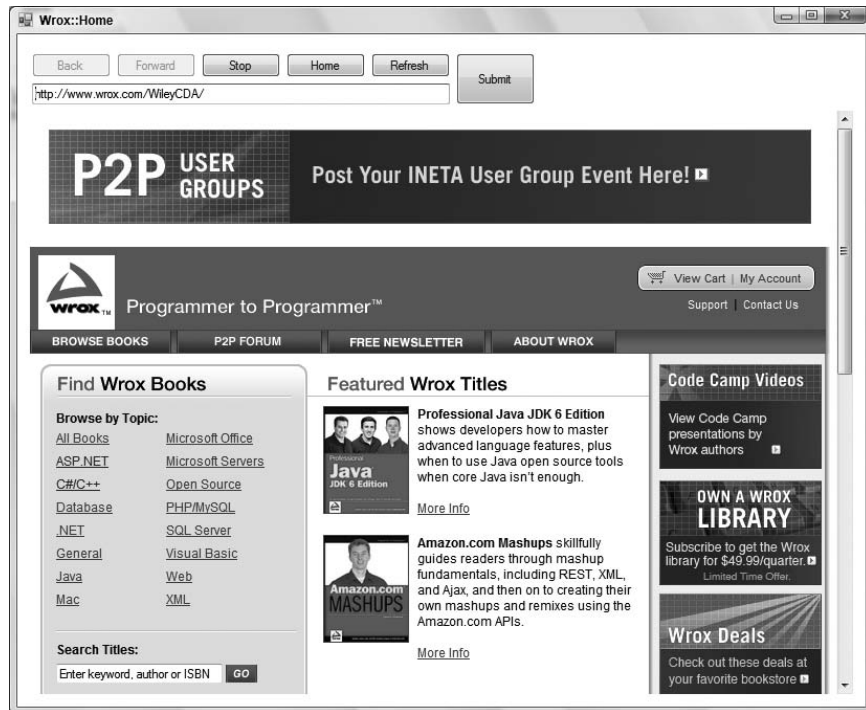 Wrox::Home
Back Forward Stop Home Refresh Submit
http://www.wrox.com/WileyCDA/
P2P USER GROUPS
Post Your INETA User Group Event Here!
View Cart | My Account
wrox ™ Programmer to Programmer™
Support | Contact Us
BROWSE BOOKS P2P FORUM FREE NEWSLETTER ABOUT WROX
Find Wrox Books
Browse by Topic:
All Books Microsoft Office
ASP.NET Microsoft Servers
C#/C++ Open Source
Database PHP/MySQL
.NET SQL Server
General Visual Basic
Java Web
Mac XML
Search Titles:
Enter keyword, author or ISBN GO
Featured Wrox Titles
Professional
Java
JDK 6 Edition
Professional Java JDK 6 Edition
shows developers how to master
advanced language features, plus
when to use Java open source tools
when core Java isn't enough.
More Info
Amazon.com
MASHUPS
Amazon.com Mashups skillfully
guides readers through mashup
fundamentals, including REST, XML,
and Ajax, and then on to creating their
own mashups and remixes using the
Amazon.com APIs.
More Info
Code Camp Videos
View Code Camp
presentations by
Wrox authors
OWN A WROX
LIBRARY
Subscribe to get the Wrox
library for $49.99/quarter.
Limited Time Offer.
Wrox Deals
Check out these deals at
your favorite bookstore